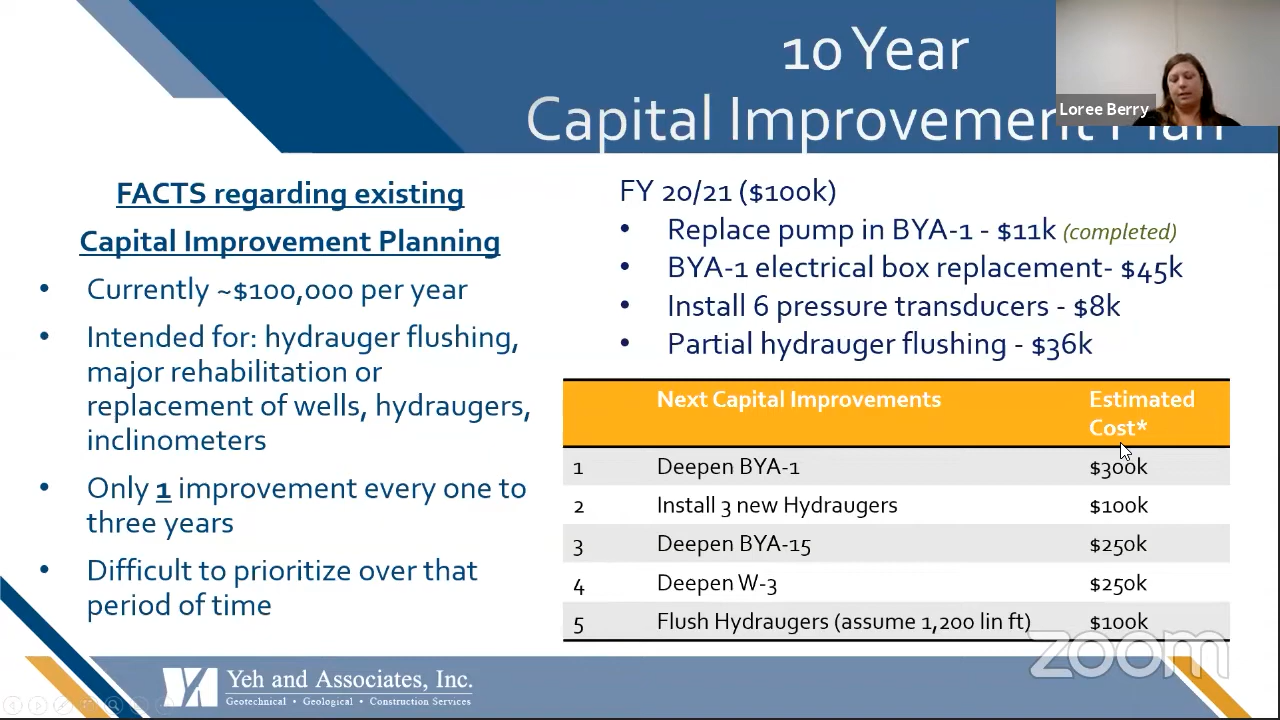 10 Year
Capital Improvement Plan
Loree Berry
FACTS regarding existing
Capital Improvement Planning
• Currently ~$100,000 per year
• Intended for: hydrauger flushing,
major rehabilitation or
replacement of wells, hydraugers,
inclinometers
• Only 1 improvement every one to
three years
• Difficult to prioritize over that
period of time
FY 20/21 ($100k)
• Replace pump in BYA-1 - $11k (completed)
• BYA-1 electrical box replacement- $45k
• Install 6 pressure transducers - $8k
• Partial hydrauger flushing - $36k
Next Capital Improvements Estimated
Cost*
1 Deepen BYA-1 $300k
2 Install 3 new Hydraugers $100k
3 Deepen BYA-15 $250k
4 Deepen W-3 $250k
5 Flush Hydraugers (assume 1,200 lin ft) $100k
zoom
Yeh and Associates, Inc.
Geotechnical • Geological • Construction Services